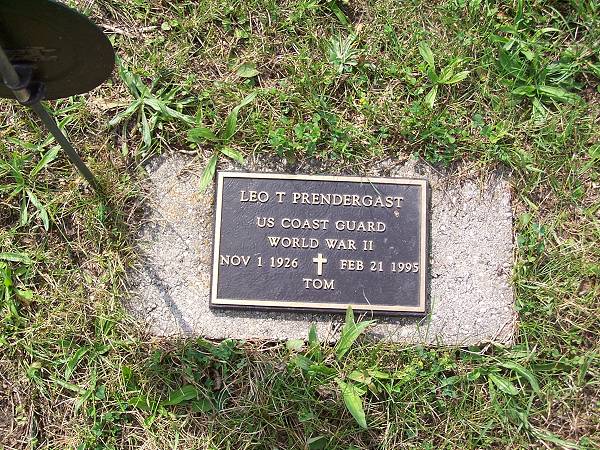 LEO T PRENDERGAST
US COAST GUARD
WORLD WAR II
NOV 1 1926 FEB 21 1995
TOM